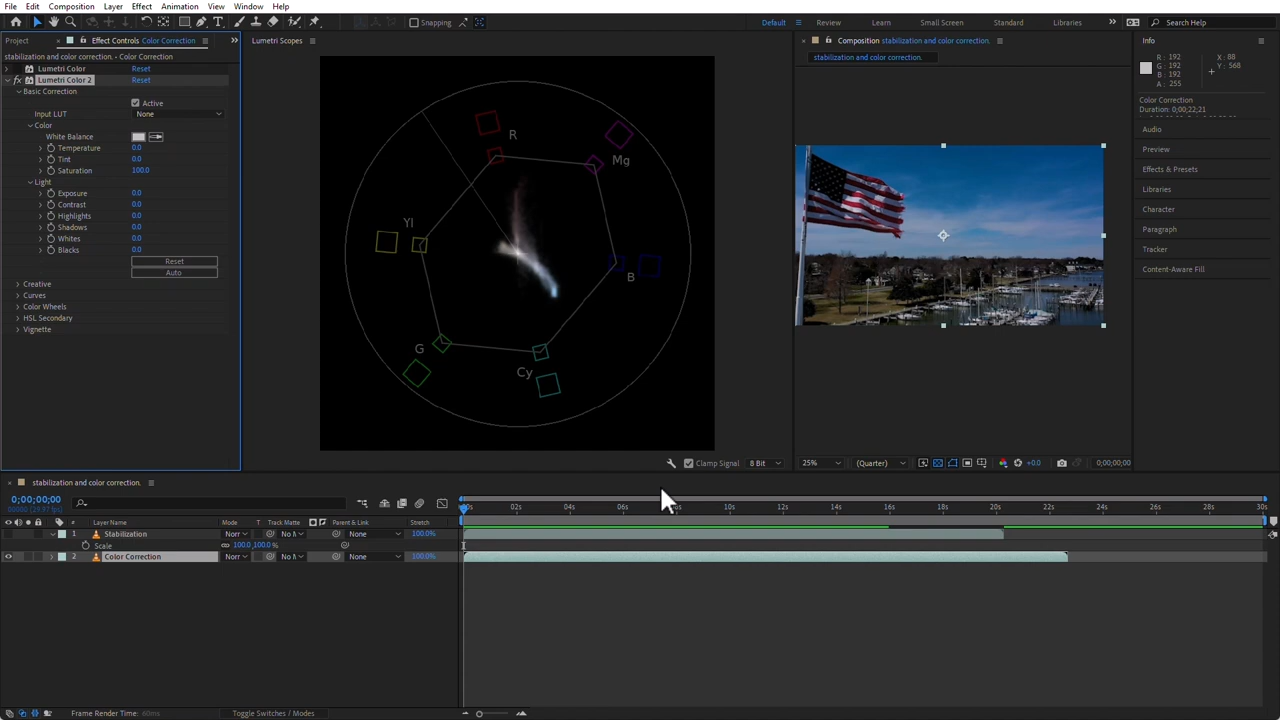 File Edit Composition Layer Effect Animation View Window Help
Snapping Default Review Learn Small Screen Standard Libraries Search Help
Project Effect Controls Color Correction Lumetri Scopes Composition stabilization and color correction. Info
stabilization and color correction. - Color Correction
stabilization and color correction.
Lumetri Color Reset
Lumetri Color 2 Reset
Basic Correction
Active
Input LUT None
Color
White Balance
Temperature 0.0
Tint 0.0
Saturation 100.0
Light
Exposure 0.0
Contrast 0.0
Highlights 0.0
Shadows 0.0
Whites 0.0
Blacks 0.0
Reset
Auto
Creative
Curves
Color Wheels
HSL Secondary
Vignette
R
Mg
Yl
B
G
Cy
Clamp Signal 8 Bit
25% (Quarter) +0.0 0;00;00;00
R : 192 X : 88
G : 192 Y : 568
B : 192
A : 255
Color Correction
Duration: 0;00;22;21
Audio
Preview
Effects & Presets
Libraries
Character
Paragraph
Tracker
Content-Aware Fill
stabilization and color correction.
0;00;00;00
00000 (29.97 fps)
02s 04s 06s 08s 10s 12s 14s 16s 18s 20s 22s 24s 26s 28s 30s
# Layer Name Mode T Track Matte Parent & Link Stretch
1 Stabilization Norr No M None 100.0%
Scale 100.0, 100.0 %
2 Color Correction Norr No M None 100.0%
Frame Render Time: 60ms Toggle Switches / Modes